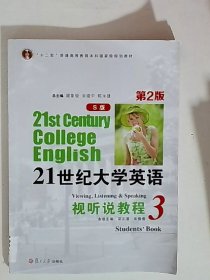 "十二五"普通高等教育本科国家级规划教材
第2版
S版
21st Century
College
English
21世纪大学英语
Viewing, Listening & Speaking
视听说教程 3
Students' Book
复旦大学出版社